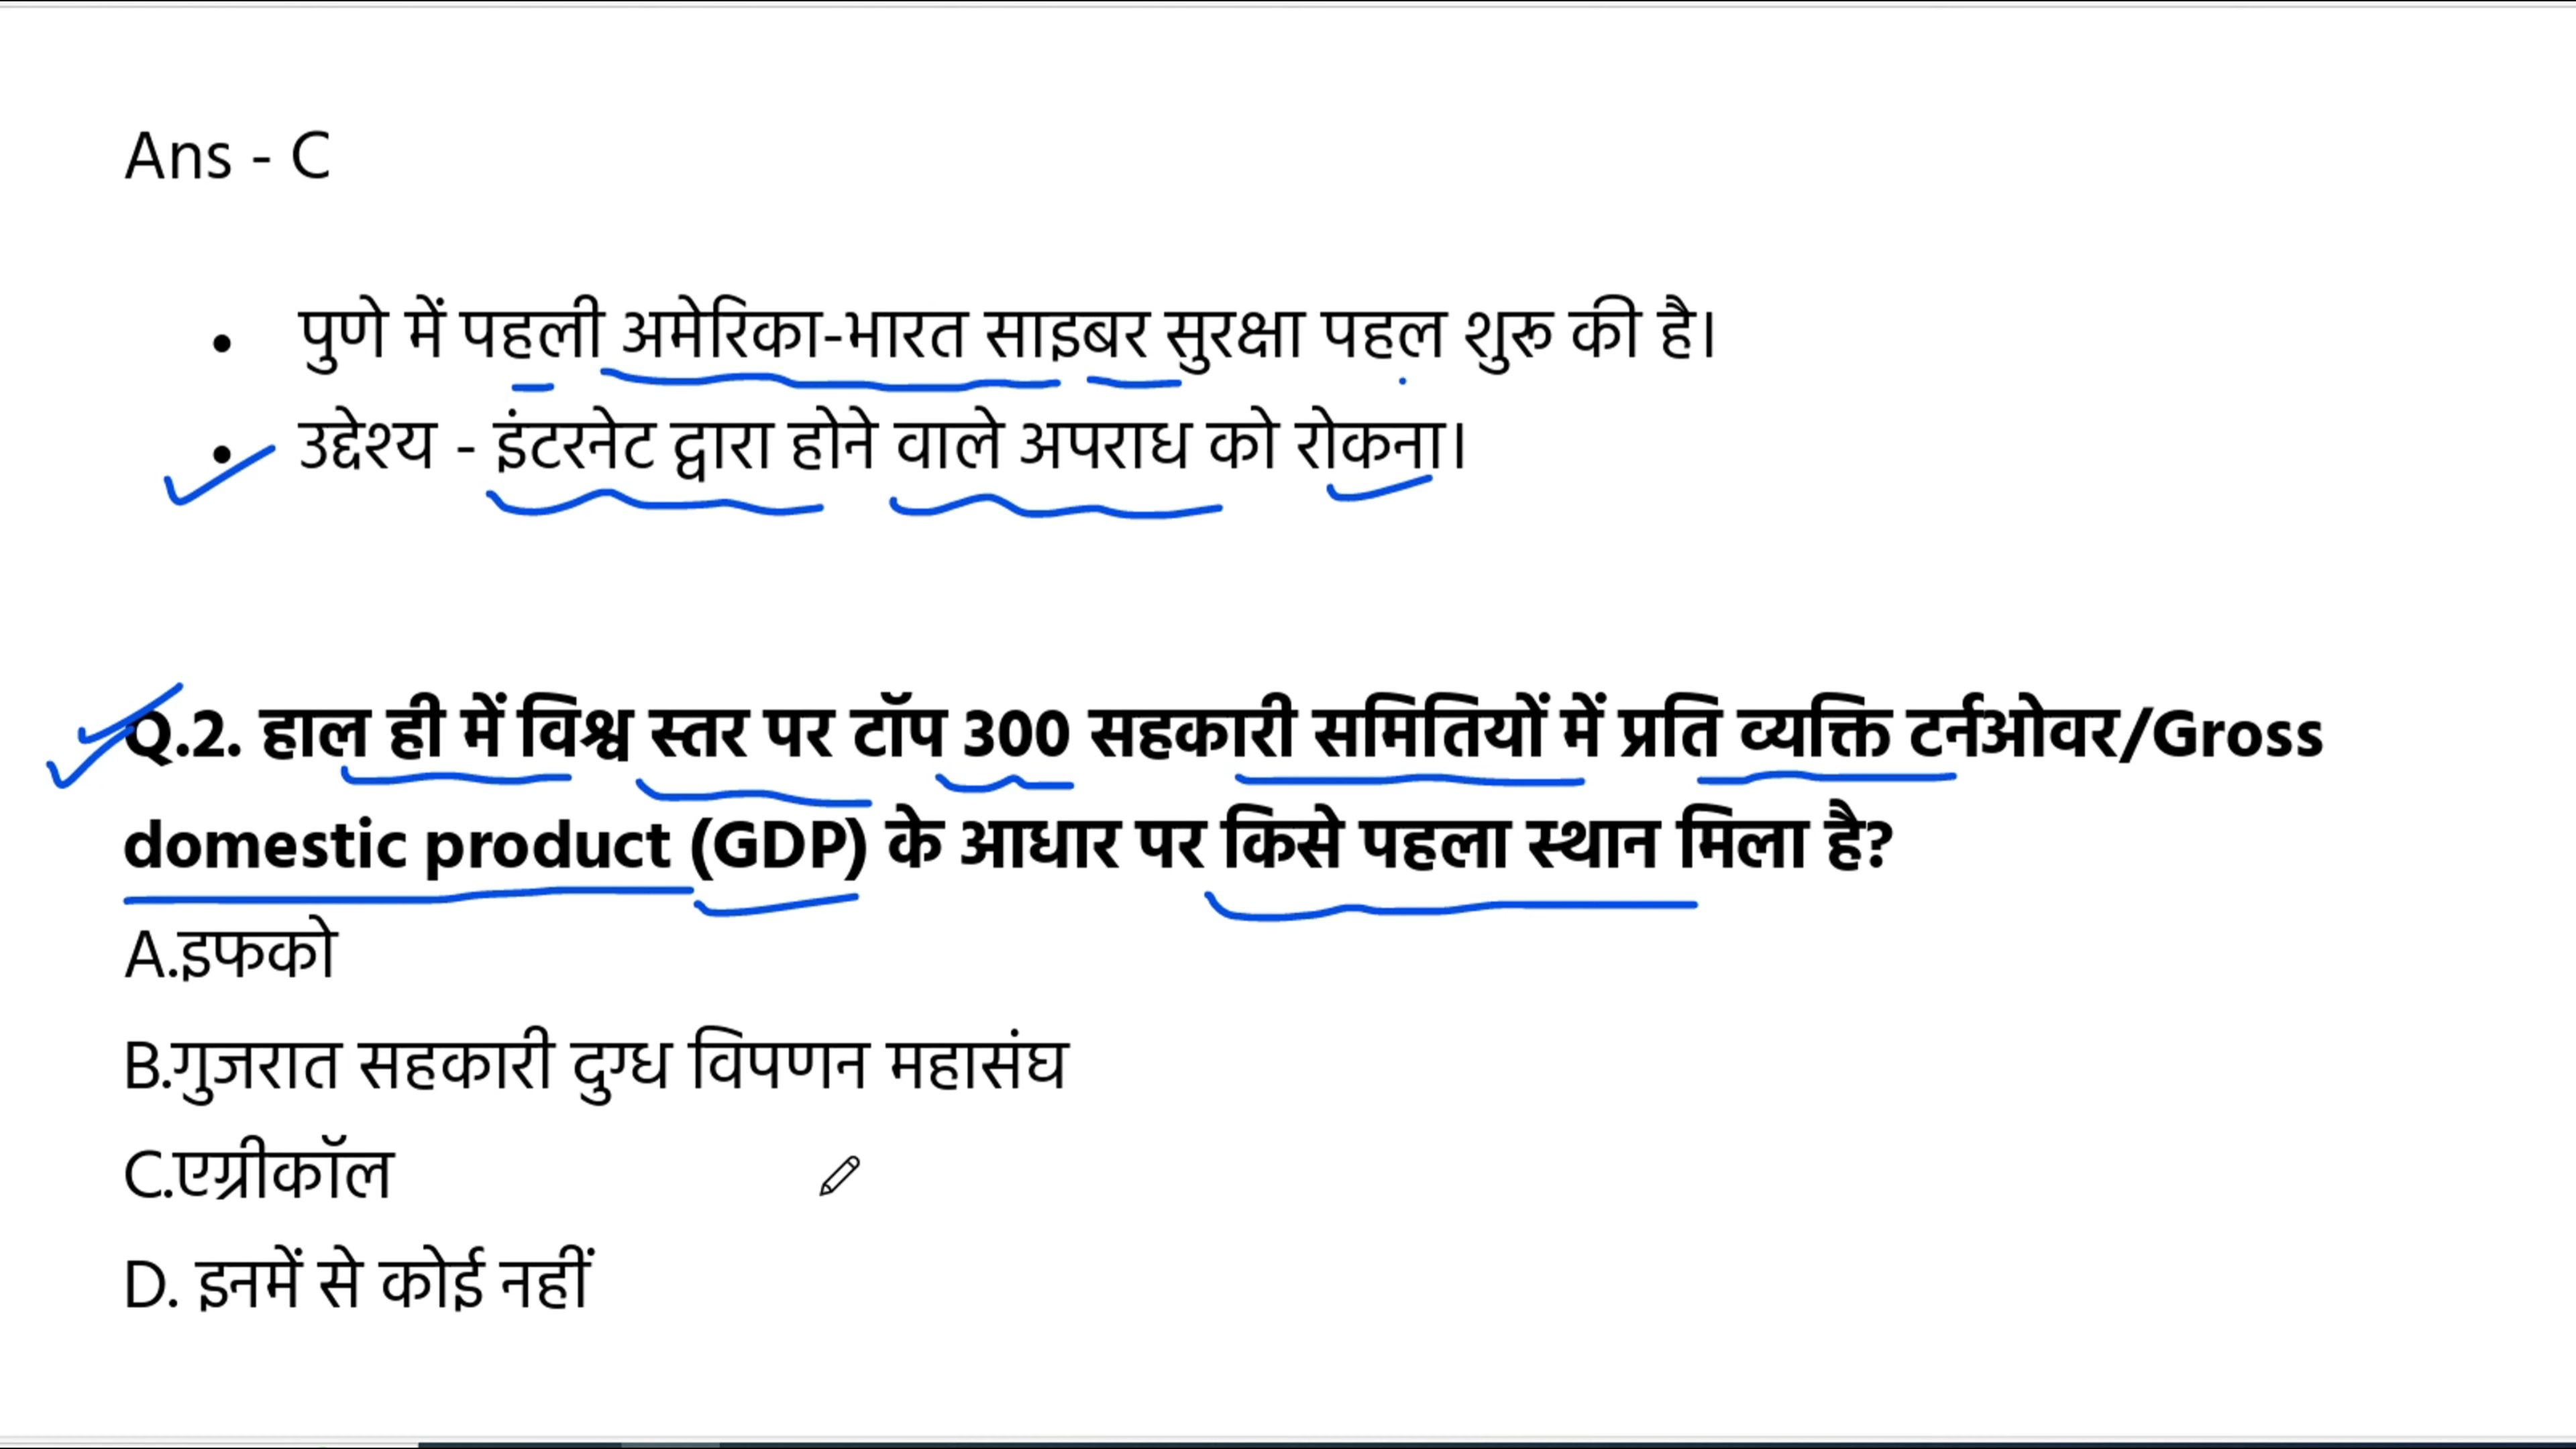 Ans - C
• पुणे में पहली अमेरिका-भारत साइबर सुरक्षा पहल शुरू की है।
• उद्देश्य - इंटरनेट द्वारा होने वाले अपराध को रोकना।
Q.2. हाल ही में विश्व स्तर पर टॉप 300 सहकारी समितियों में प्रति व्यक्ति टर्नओवर/Gross
domestic product (GDP) के आधार पर किसे पहला स्थान मिला है?
A.इफको
B.गुजरात सहकारी दुग्ध विपणन महासंघ
C.एग्रीकॉल
D. इनमें से कोई नहीं